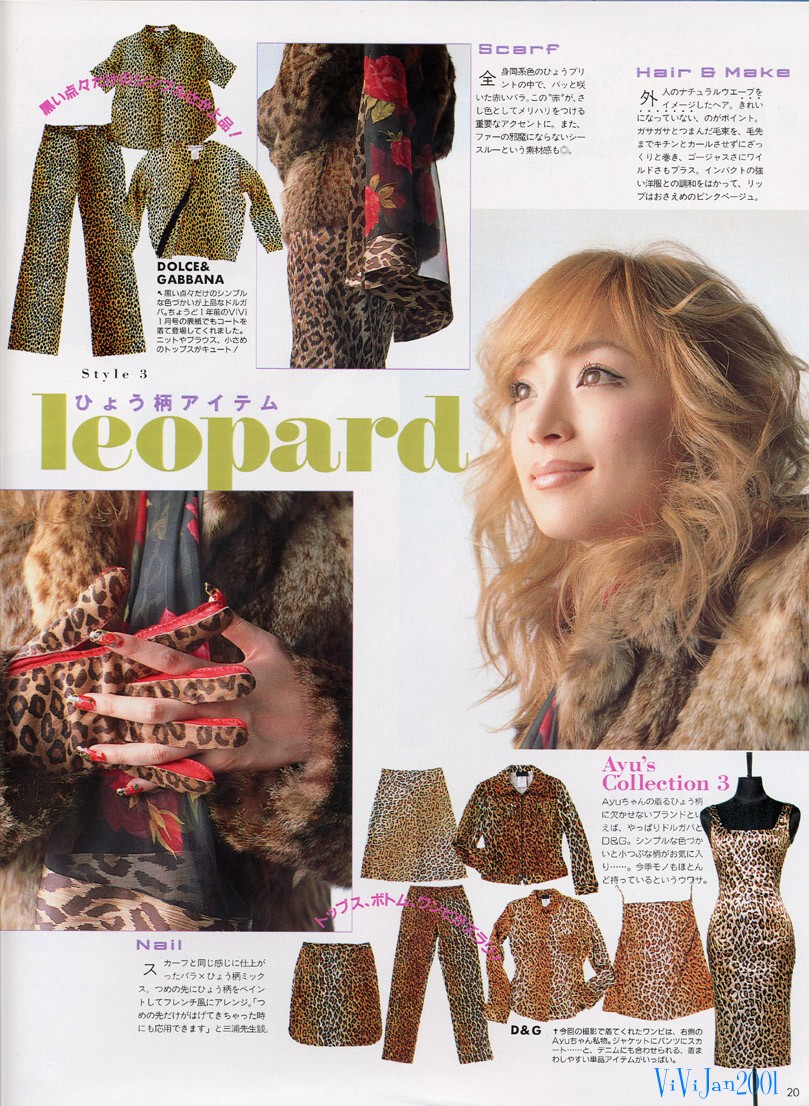 黒い点々だけのシンプルさが上品!
DOLCE&
GABBANA
↖黒い点々だけのシンプル
な色づかいが上品なドルガ
バ。ちょうど1年前のViVi
1月号の表紙でもコートを
着て登場してくれました。
ニットやブラウス、小さめ
のトップスがキュート!
Scarf
全身同系色のひょうプリ
ントの中で、パッと咲
いた赤いバラ。この“赤”が、さ
し色としてメリハリをつける
重要なアクセントに。また、
ファーの邪魔にならないシー
スルーという素材感も◎。
Hair & Make
外人のナチュラルウエーブを
イメージしたヘア。きれい
になっていない、のがポイント。
ガサガサとつまんだ毛束を、毛先
までキチンとカールさせずにざっ
くりと巻き、ゴージャスさにワイ
ルドさもプラス。インパクトの強
い洋服との調和をはかって、リッ
プはおさえめのピンクベージュ。
Style 3
ひょう柄アイテム
leopard
Nail
スカーフと同じ感じに仕上が
ったバラ×ひょう柄ミック
ス。つめの先にひょう柄をペイン
トしてフレンチ風にアレンジ。「つ
めの先だけがはげてきちゃった時
にも応用できます」と三浦先生談。
Ayu's
Collection 3
Ayuちゃんの着るひょう柄
に欠かせないブランドとい
えば、やっぱりドルガバと
D&G。シンプルな色づか
いと小つぶな柄がお気に入
り……。今季モノもほとん
ど持っているというウワサ。
トップス、ボトム、ワンピ
D&G
↑今回の撮影で着てくれたワンピは、右側の
Ayuちゃん私物。ジャケットにパンツにスカ
ート……と、デニムにも合わせられる、着ま
わしやすい単品アイテムがいっぱい。
ViViJan2001
20